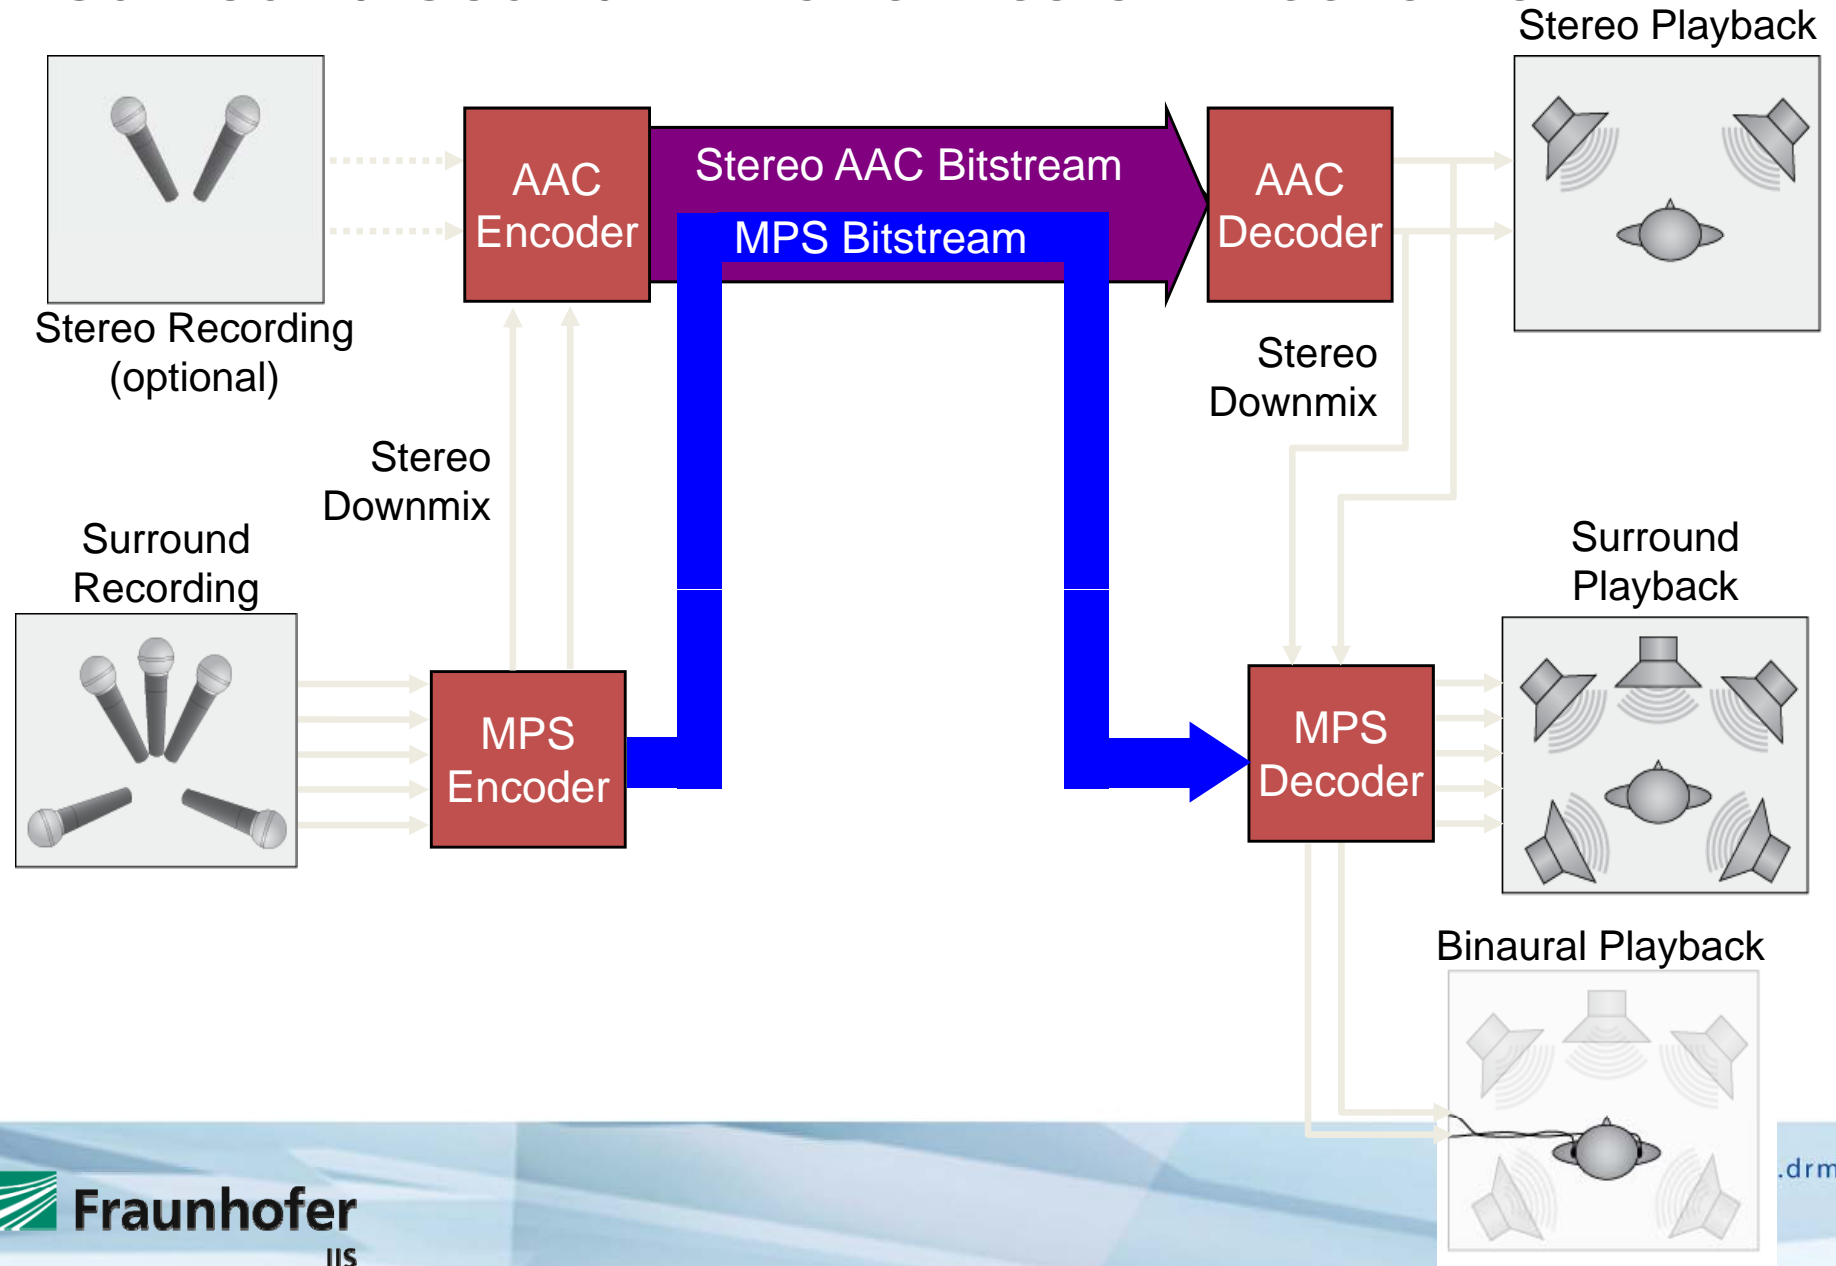 Stereo Playback
AAC
Encoder
Stereo AAC Bitstream
MPS Bitstream
AAC
Decoder
Stereo Recording
(optional)
Stereo
Downmix
Stereo
Downmix
Surround
Recording
Surround
Playback
MPS
Encoder
MPS
Decoder
Binaural Playback
.drm
Fraunhofer
IIS